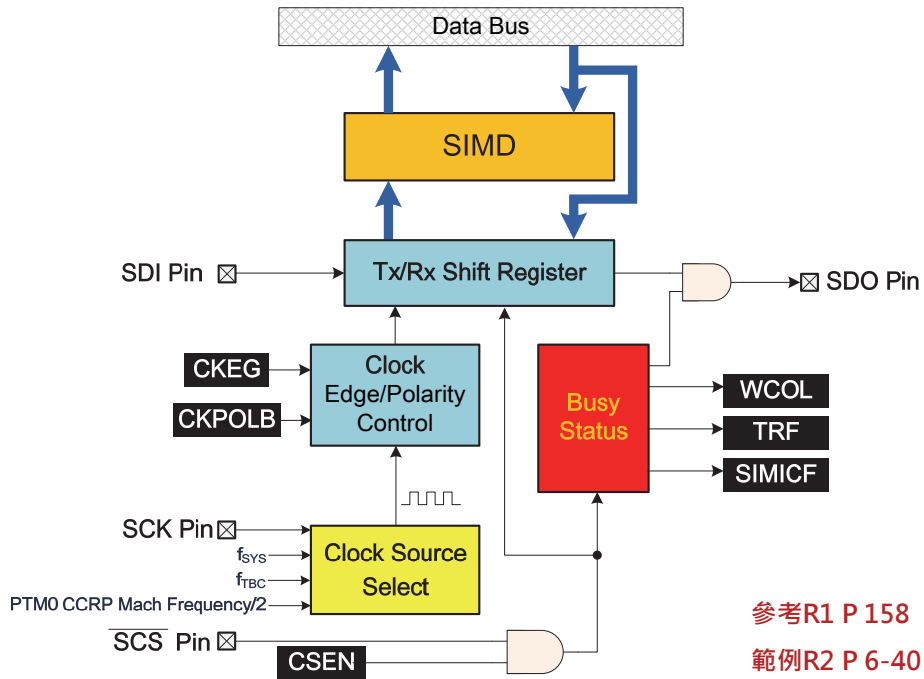 Data Bus
SIMD
SDI Pin
Tx/Rx Shift Register
SDO Pin
CKEG
CKPOLB
Clock
Edge/Polarity
Control
Busy
Status
WCOL
TRF
SIMICF
SCK Pin
fSYS
fTBC
PTM0 CCRP Mach Frequency/2
Clock Source
Select
SCS Pin
CSEN
參考R1 P 158
範例R2 P 6-40